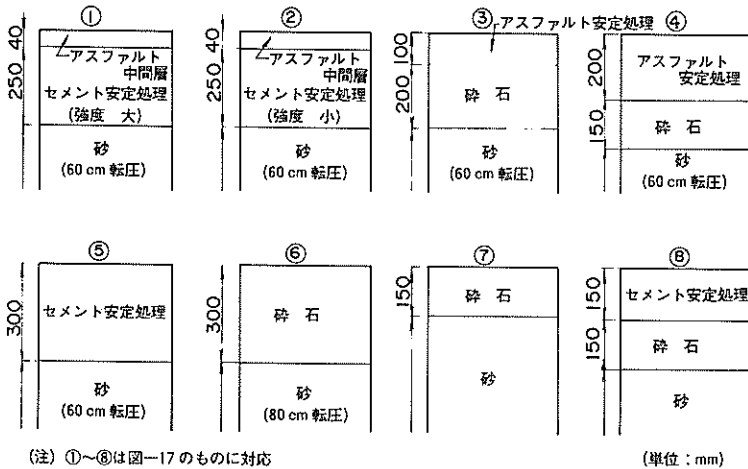 ①
40
250
アスファルト
中間層
セメント安定処理
(強度 大)
砂
(60 cm 転圧)
②
40
250
アスファルト
中間層
セメント安定処理
(強度 小)
砂
(60 cm 転圧)
③
アスファルト安定処理
100
200
砕 石
砂
(60 cm 転圧)
④
200
150
アスファルト
安定処理
砕 石
砂
(60 cm 転圧)
⑤
300
セメント安定処理
砂
(60 cm 転圧)
⑥
300
砕 石
砂
(80 cm 転圧)
⑦
150
砕 石
砂
⑧
150
150
セメント安定処理
砕 石
砂
(注) ①〜⑧は図—17 のものに対応
(単位：mm)